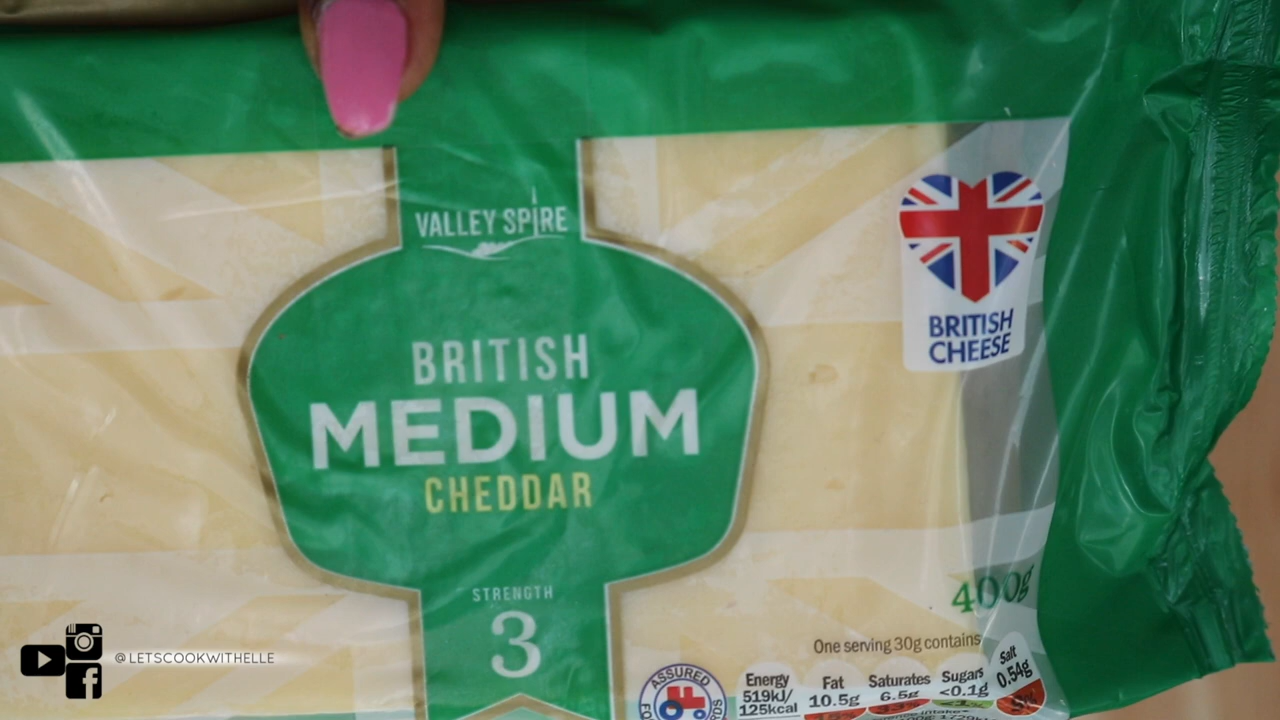 VALLEY SPIRE
BRITISH
MEDIUM
CHEDDAR
STRENGTH
3
BRITISH
CHEESE
400g
One serving 30g contains
ASSURED
Energy
519kJ/
125kcal
Fat
10.5g
Saturates
6.5g
Sugars
<0.1g
Salt
0.54g
@LETSCOOKWITHELLE